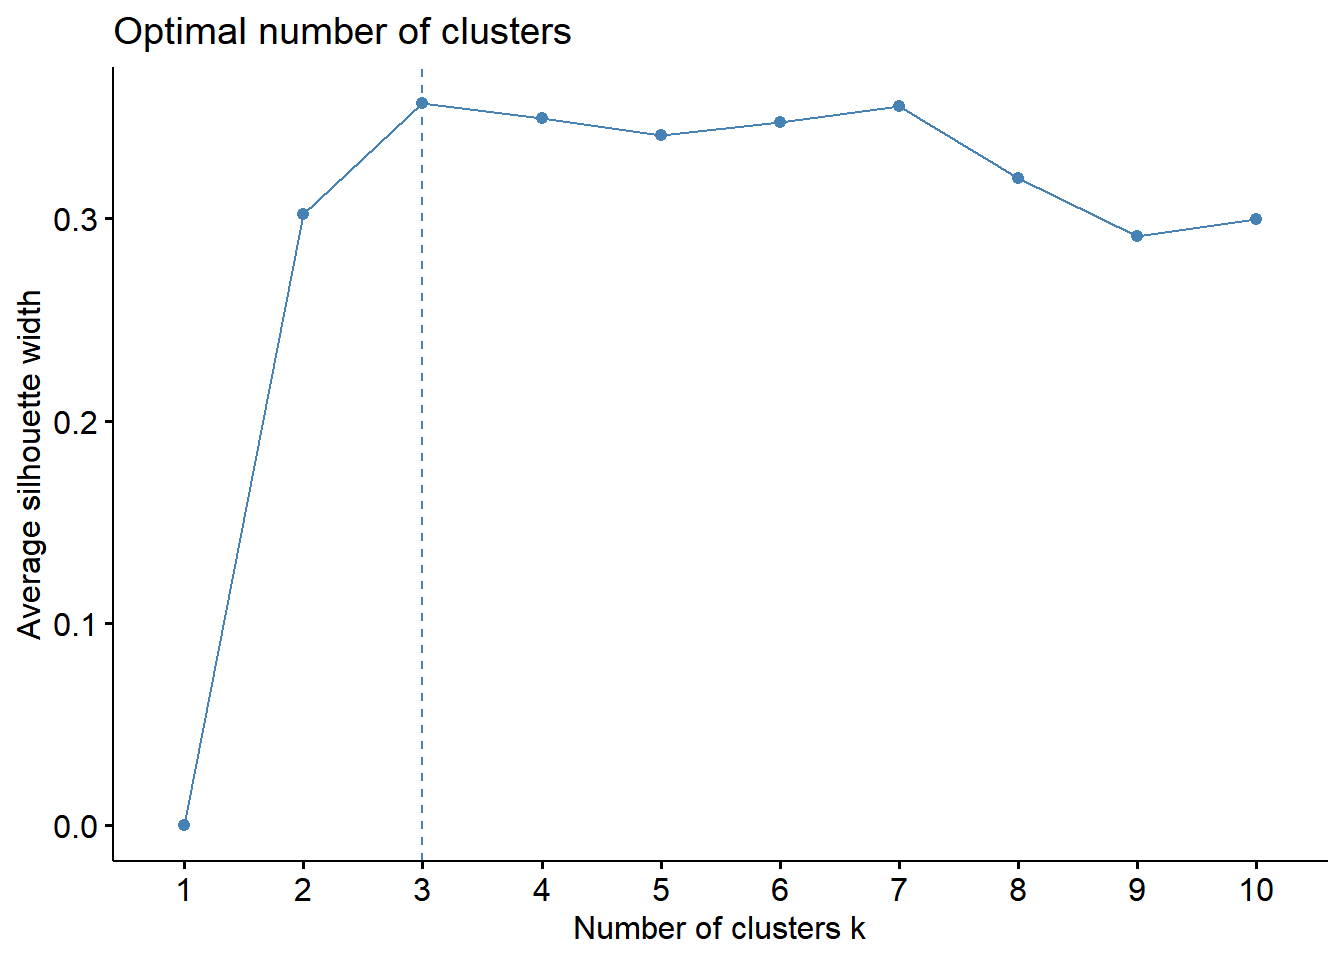 Optimal number of clusters
Average silhouette width
0.3
0.2
0.1
0.0
1 2 3 4 5 6 7 8 9 10
Number of clusters k